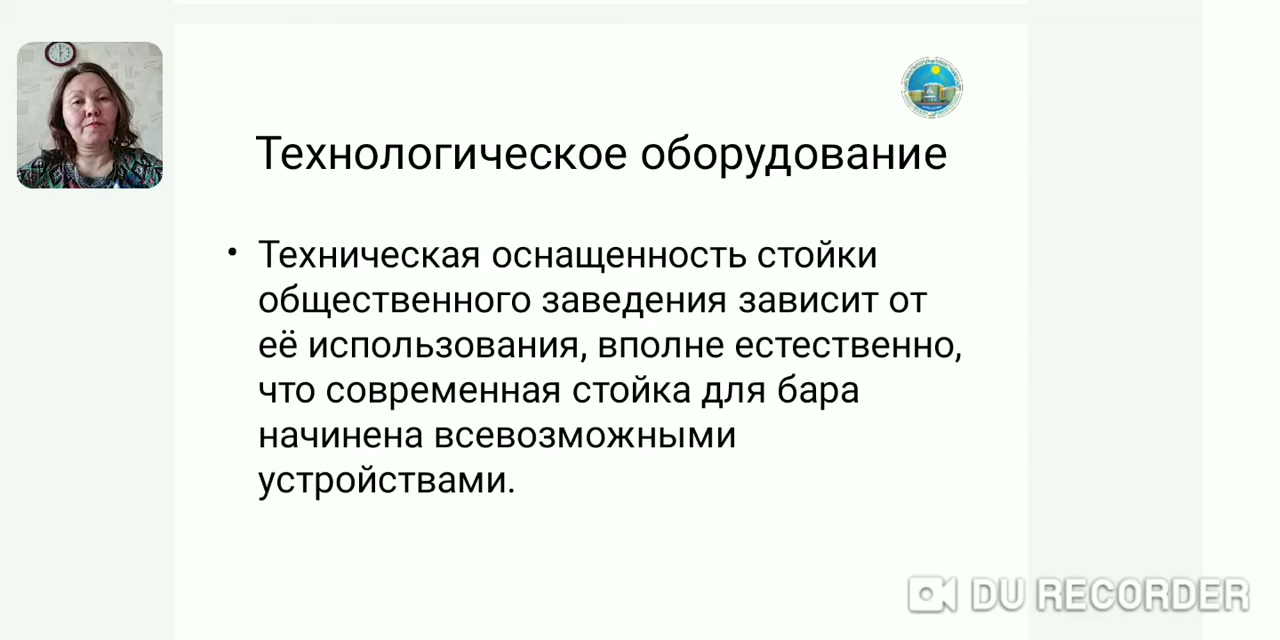 Технологическое оборудование
• Техническая оснащенность стойки
общественного заведения зависит от
её использования, вполне естественно,
что современная стойка для бара
начинена всевозможными
устройствами.
DU RECORDER